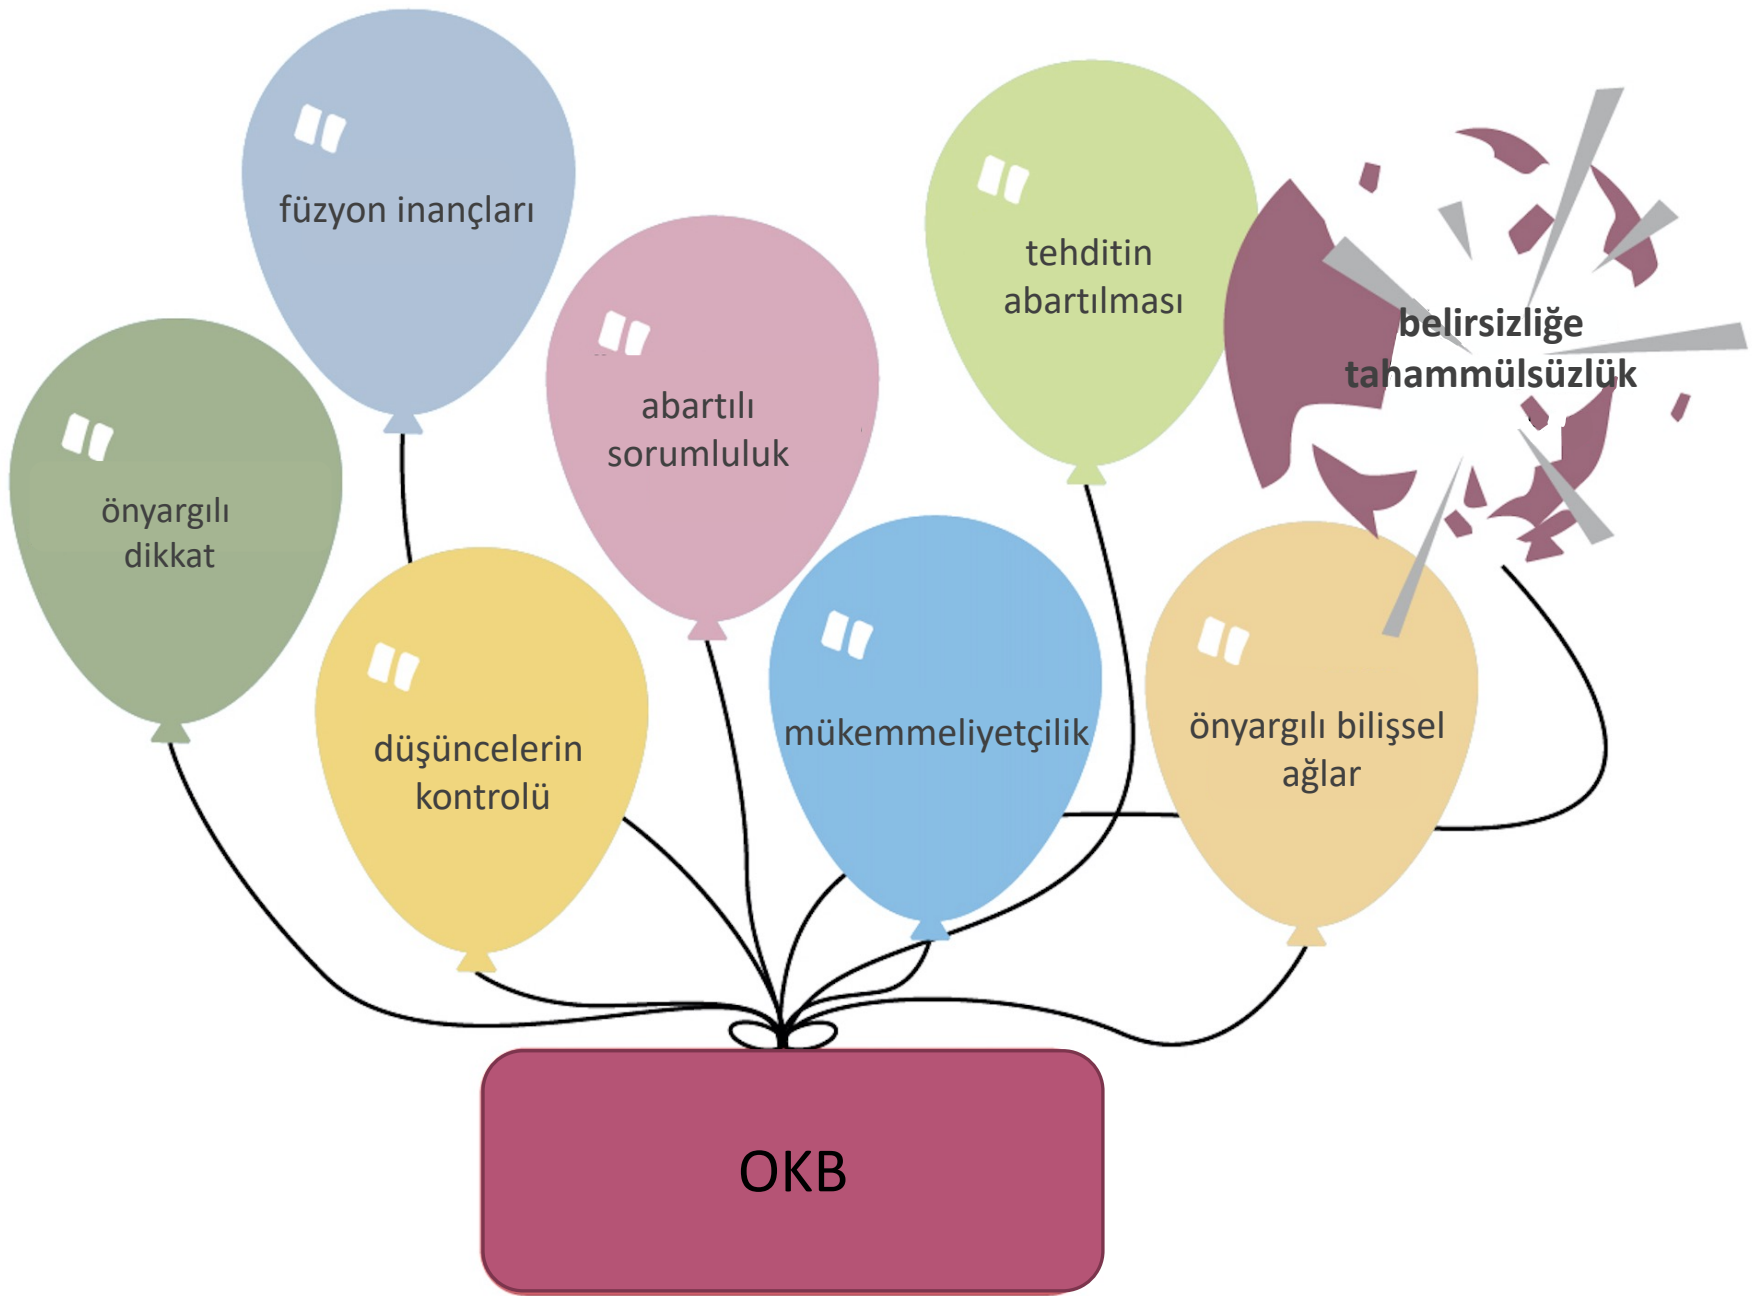 füzyon inançları
tehditin
abartılması
belirsizliğe
tahammülsüzlük
abartılı
sorumluluk
önyargılı
dikkat
düşüncelerin
kontrolü
mükemmeliyetçilik
önyargılı bilişsel
ağlar
OKB